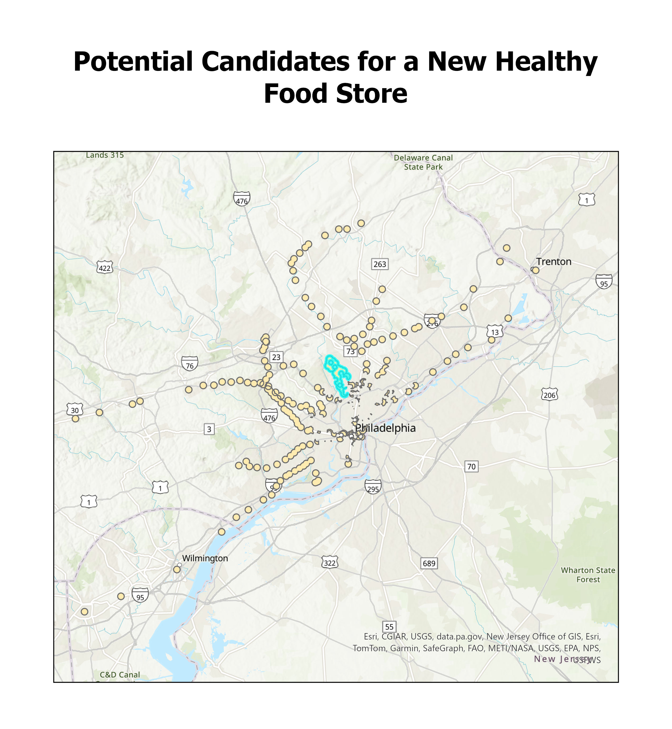 Potential Candidates for a New Healthy
Food Store
Lands 315
Delaware Canal
State Park
476
1
263
Trenton
422
95
13
73
23
76
206
30
476
3
Philadelphia
70
1
1
295
Wilmington
322
689
Wharton State
Forest
95
55
Esri, CGIAR, USGS, data.pa.gov, New Jersey Office of GIS, Esri,
TomTom, Garmin, SafeGraph, FAO, METI/NASA, USGS, EPA, NPS,
New Jersey
USFWS
C&D Canal